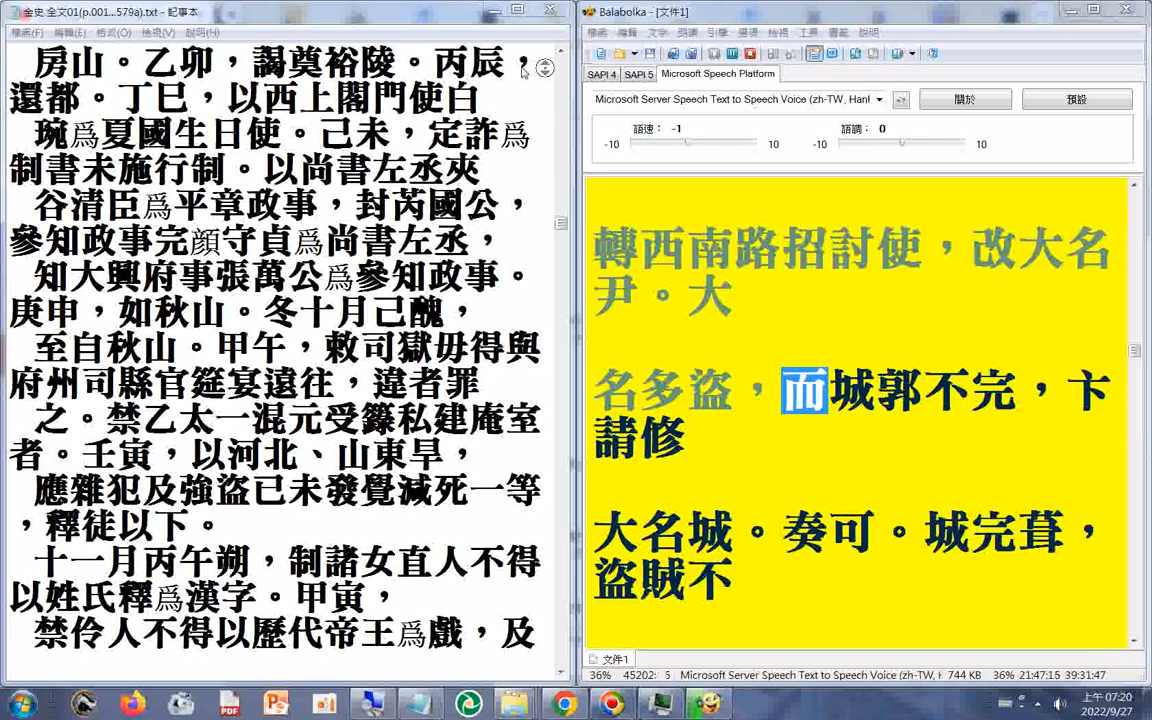 金史.全文01(p.001...579a).txt - 記事本
檔案(F) 編輯(E) 格式(O) 檢視(V) 說明(H)
房山。乙卯，謁奠裕陵。丙辰，
還都。丁巳，以西上閣門使白
琬爲夏國生日使。己未，定詐爲
制書未施行制。以尚書左丞夾
谷清臣爲平章政事，封芮國公，
參知政事完顔守貞爲尚書左丞，
知大興府事張萬公爲參知政事。
庚申，如秋山。冬十月己醜，
至自秋山。甲午，敕司獄毋得與
府州司縣官筵宴還往，違者罪
之。禁乙太一混元受籙私建庵室
者。壬寅，以河北、山東旱，
應雜犯及強盜已未發覺減死一等
，釋徒以下。
十一月丙午朔，制諸女直人不得
以姓氏釋爲漢字。甲寅，
禁伶人不得以歷代帝王爲戲，及
Balabolka - [文件1]
檔案 編輯 文字 朗讀 引擎 選項 檢視 工具 書籤 說明
SAPI 4 SAPI 5 Microsoft Speech Platform
Microsoft Server Speech Text to Speech Voice (zh-TW, Hanl
關於
預設
語速： -1
語調： 0
-10 10 -10 10
轉西南路招討使，改大名
尹。大
名多盜，而城郭不完，卞
請修
大名城。奏可。城完葺，
盜賊不
文件1
36% 45202: 5 Microsoft Server Speech Text to Speech Voice (zh-TW, Hanl 744 KB 36% 21:47:15 39:31:47
上午 07:20
2022/9/27